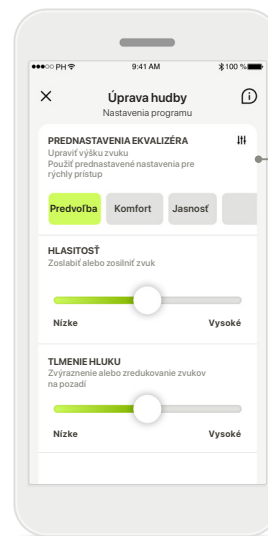 ●●●○○ PH 9:41 AM 100 %
Úprava hudby
Nastavenia programu
PREDNASTAVENIA EKVALIZÉRA
Upraviť výšku
zvuku
Použiť prednastavené nastavenia pre
rýchly prístup
Predvoľba Komfort Jasnosť
HLASITOSŤ
Zoslabiť alebo zosilniť zvuk
Nízke Vysoké
TLMENIE HLUKU
Zvýraznenie alebo zredukovanie zvukov
na pozadí
Nízke Vysoké